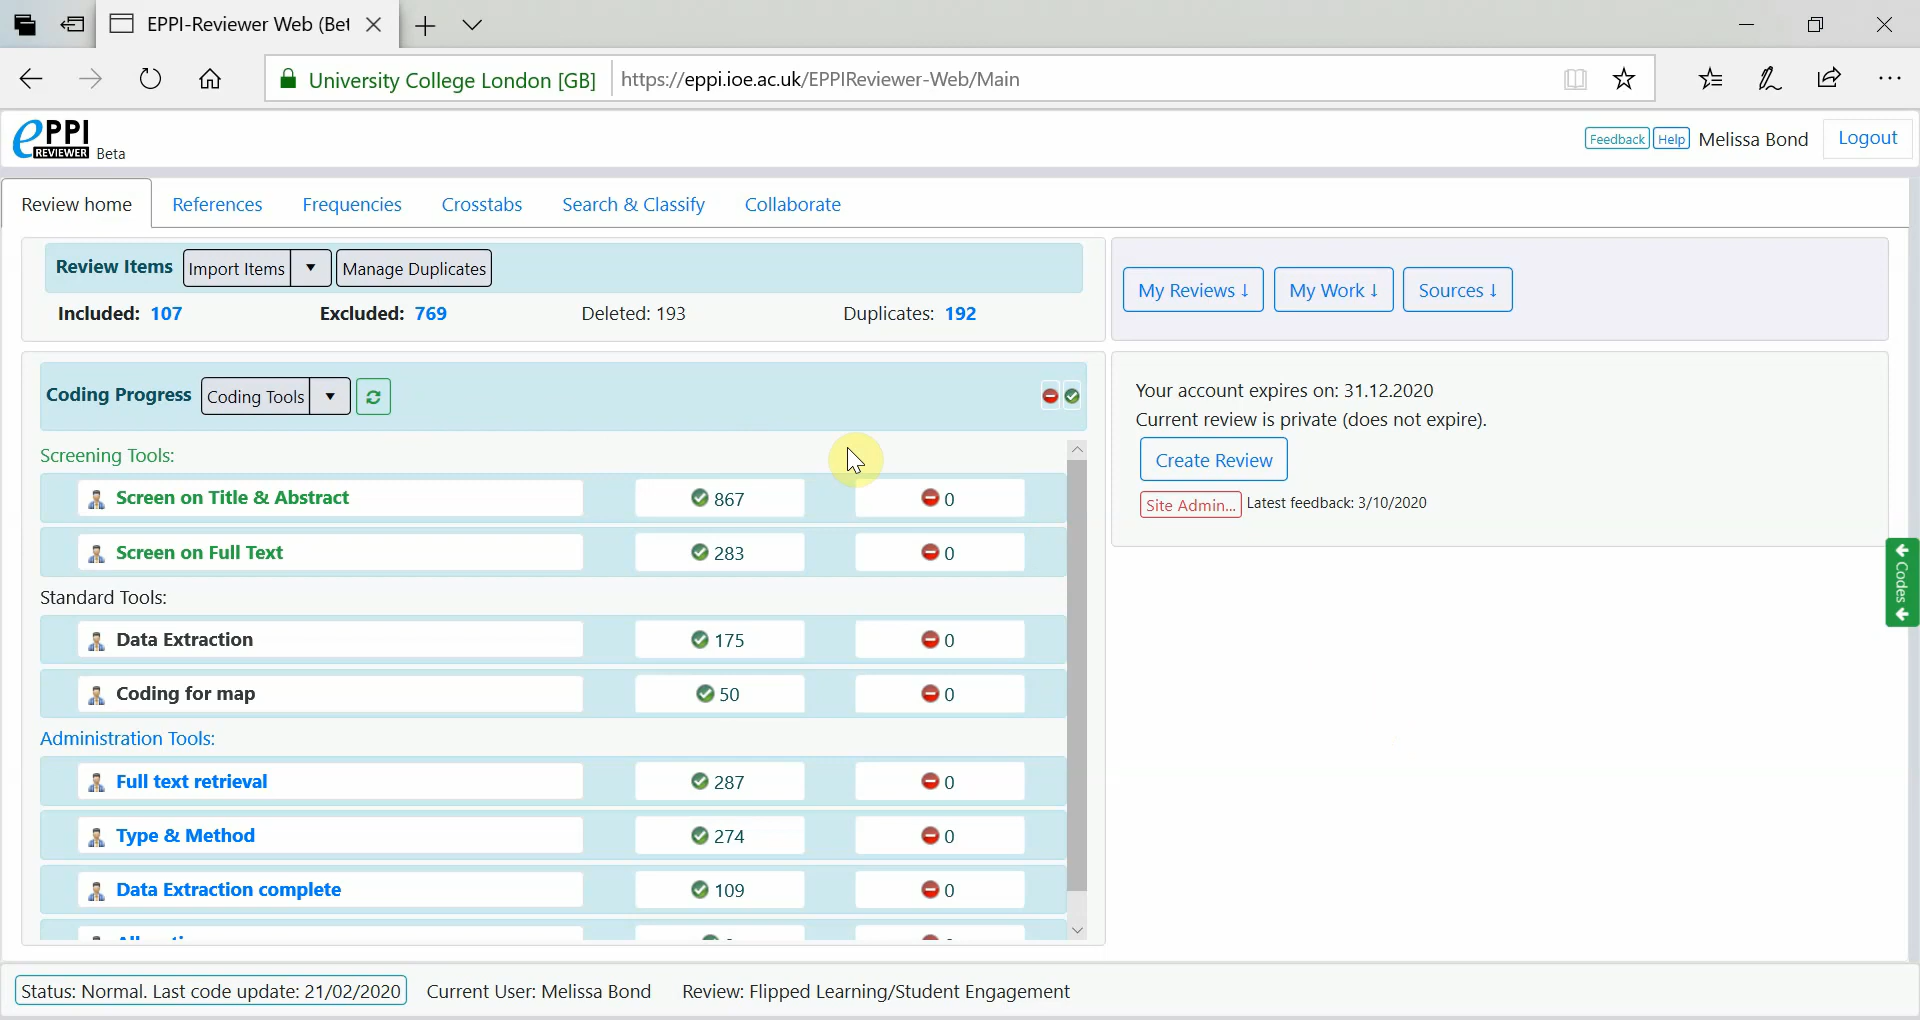 EPPI-Reviewer Web (Bet
University College London [GB] https://eppi.ioe.ac.uk/EPPIReviewer-Web/Main
ePPI REVIEWER Beta
Feedback Help Melissa Bond Logout
Review home References Frequencies Crosstabs Search & Classify Collaborate
Review Items Import Items Manage Duplicates
Included: 107 Excluded: 769 Deleted: 193 Duplicates: 192
My Reviews ↓ My Work ↓ Sources ↓
Coding Progress Coding Tools
Your account expires on: 31.12.2020
Current review is private (does not expire).
Create Review
Site Admin... Latest feedback: 3/10/2020
Screening Tools:
Screen on Title & Abstract 867 0
Screen on Full Text 283 0
Standard Tools:
Data Extraction 175 0
Coding for map 50 0
Administration Tools:
Full text retrieval 287 0
Type & Method 274 0
Data Extraction complete 109 0
Codes
Status: Normal. Last code update: 21/02/2020 Current User: Melissa Bond Review: Flipped Learning/Student Engagement